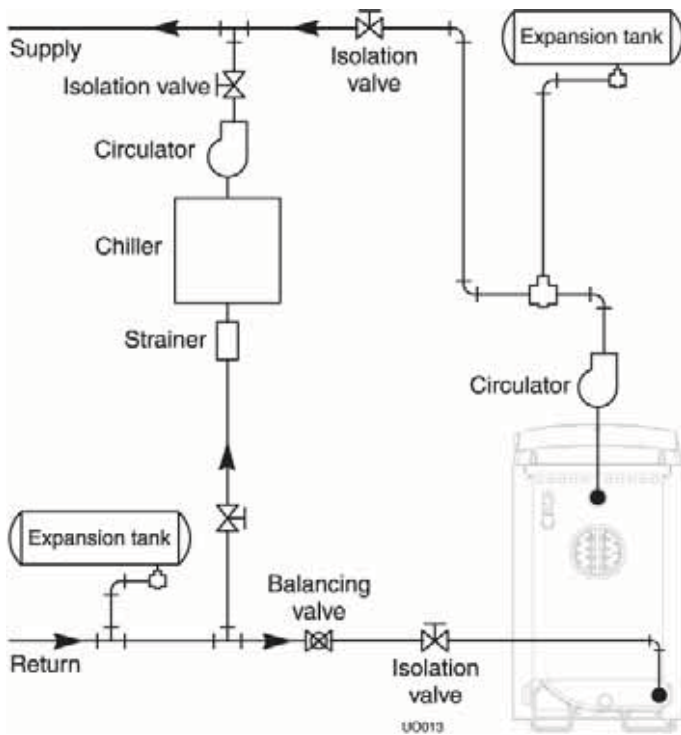 Supply
Isolation
valve
Expansion tank
Isolation valve
Circulator
Chiller
Strainer
Circulator
Expansion tank
Balancing
valve
Return
Isolation
valve
UO013